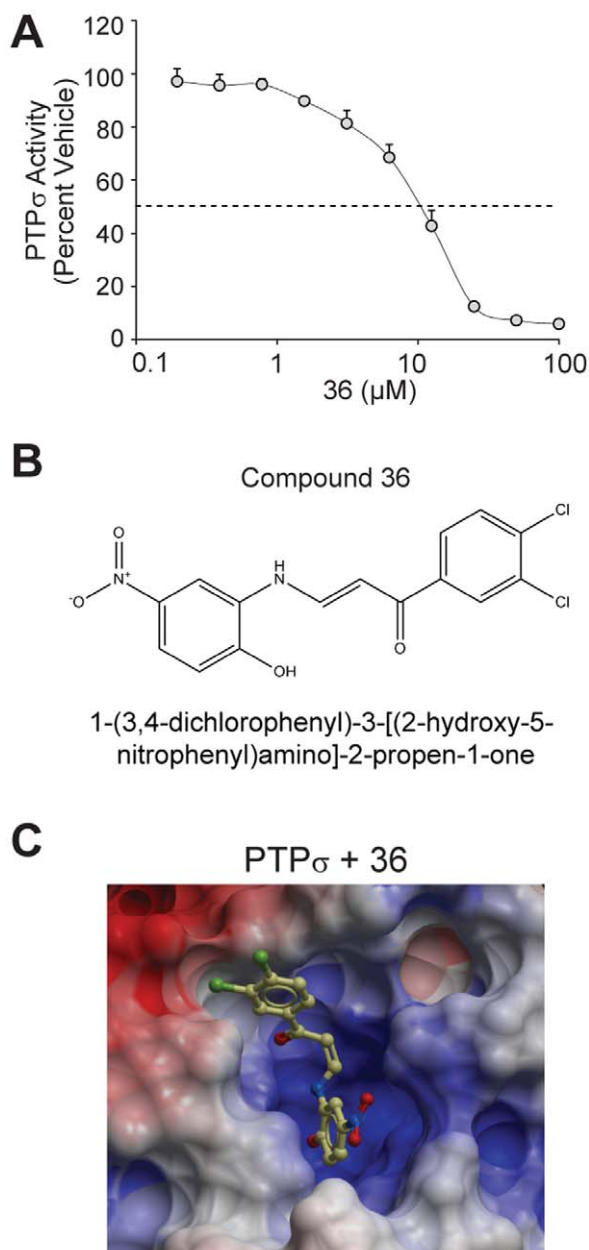 A
PTPσ Activity
(Percent Vehicle)
120
100
80
60
40
20
0
0.1
1
10
100
36 (μM)
B
Compound 36
O
N⁺
⁻O
H
N
OH
O
Cl
Cl
1-(3,4-dichlorophenyl)-3-[(2-hydroxy-5-
nitrophenyl)amino]-2-propen-1-one
C
PTPσ + 36